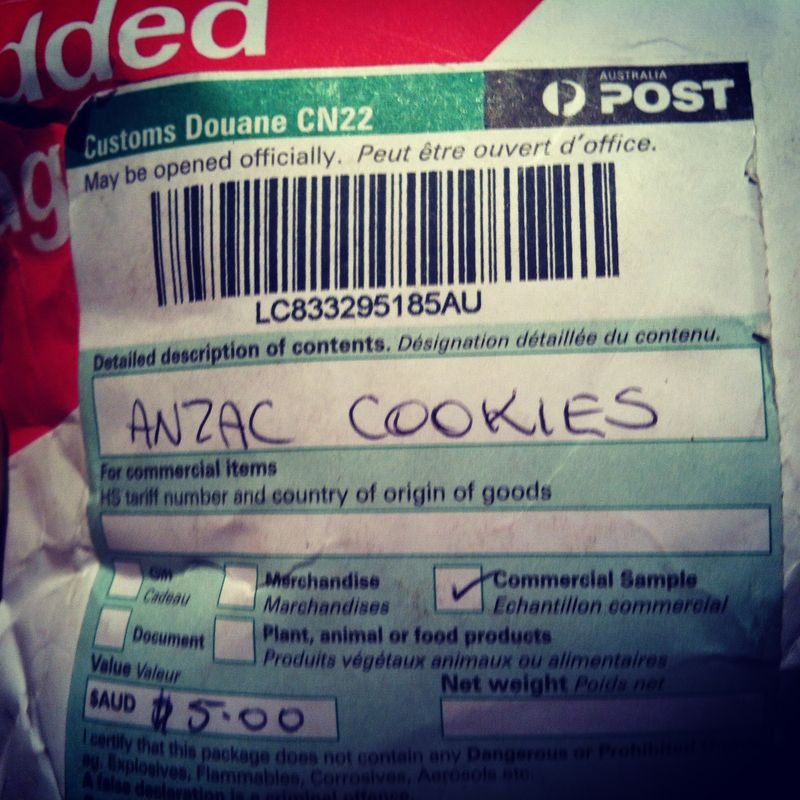 dded
ag
AUSTRALIA
POST
Customs Douane CN22
May be opened officially. Peut être ouvert d'office.
LC833295185AU
Detailed description of contents. Désignation détaillée du contenu.
ANZAC COOKIES
For commercial items
HS tariff number and country of origin of goods
Gift
Cadeau
Merchandise
Marchandises
Commercial Sample
Echantillon commercial
Document
Plant, animal or food products
Produits végétaux animaux ou alimentaires
Value Valeur
Net weight Poids net
$AUD $5.00
I certify that this package does not contain any Dangerous or Prohibited
eg. Explosives, Flammables, Corrosives, Aerosols etc.
A false declaration is a criminal offence.